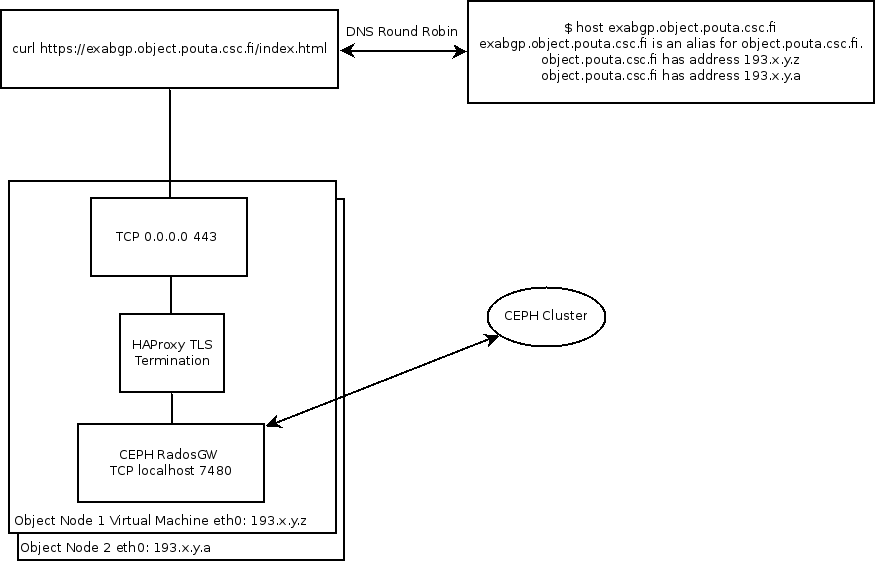 curl https://exabgp.object.pouta.csc.fi/index.html
DNS Round Robin
$ host exabgp.object.pouta.csc.fi
exabgp.object.pouta.csc.fi is an alias for object.pouta.csc.fi.
object.pouta.csc.fi has address 193.x.y.z
object.pouta.csc.fi has address 193.x.y.a
TCP 0.0.0.0 443
HAProxy TLS
Termination
CEPH Cluster
CEPH RadosGW
TCP localhost 7480
Object Node 1 Virtual Machine eth0: 193.x.y.z
Object Node 2 eth0: 193.x.y.a